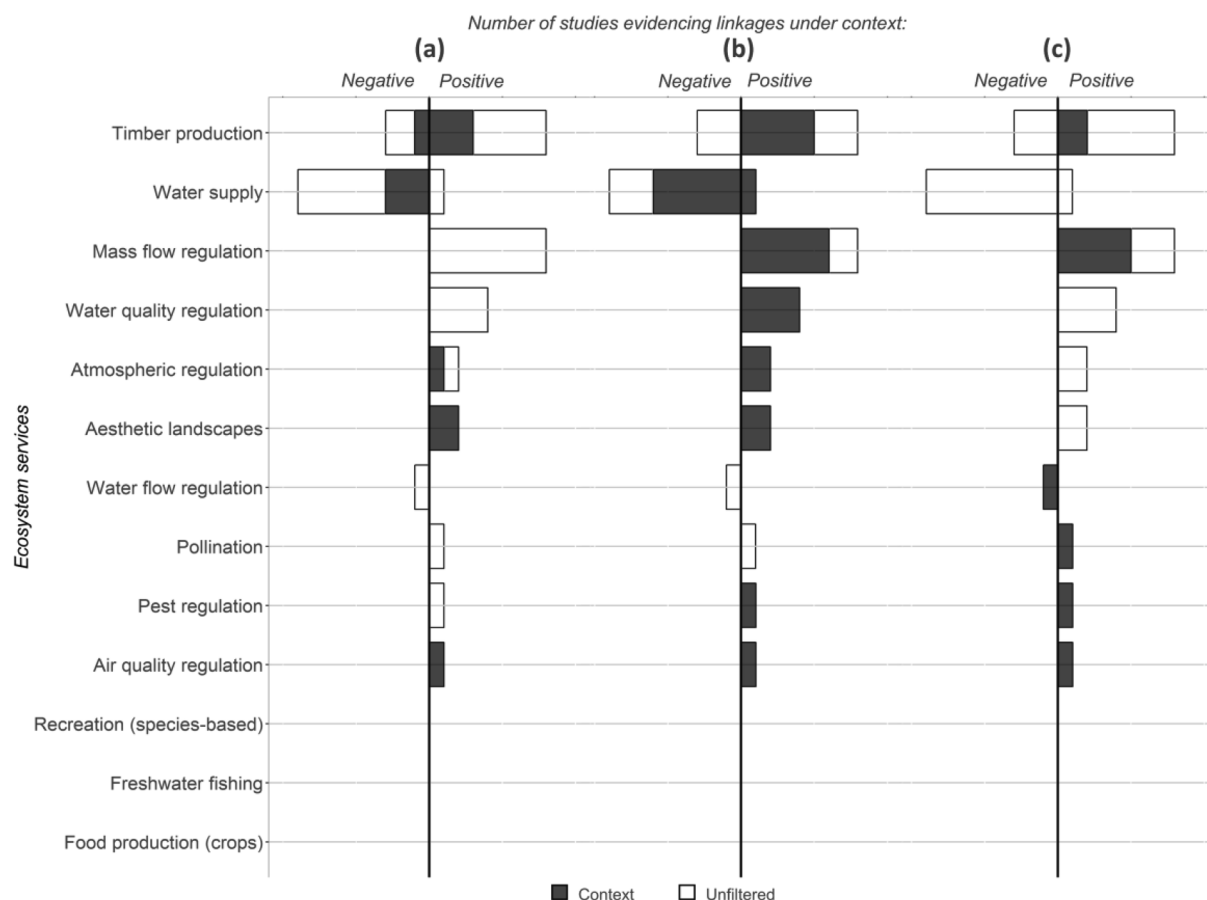 Number of studies evidencing linkages under context:
(a) (b) (c)
Negative Positive Negative Positive Negative Positive
Timber production
Water supply
Mass flow regulation
Water quality regulation
Atmospheric regulation
Aesthetic landscapes
Water flow regulation
Pollination
Pest regulation
Air quality regulation
Recreation (species-based)
Freshwater fishing
Food production (crops)
Ecosystem services
Context Unfiltered